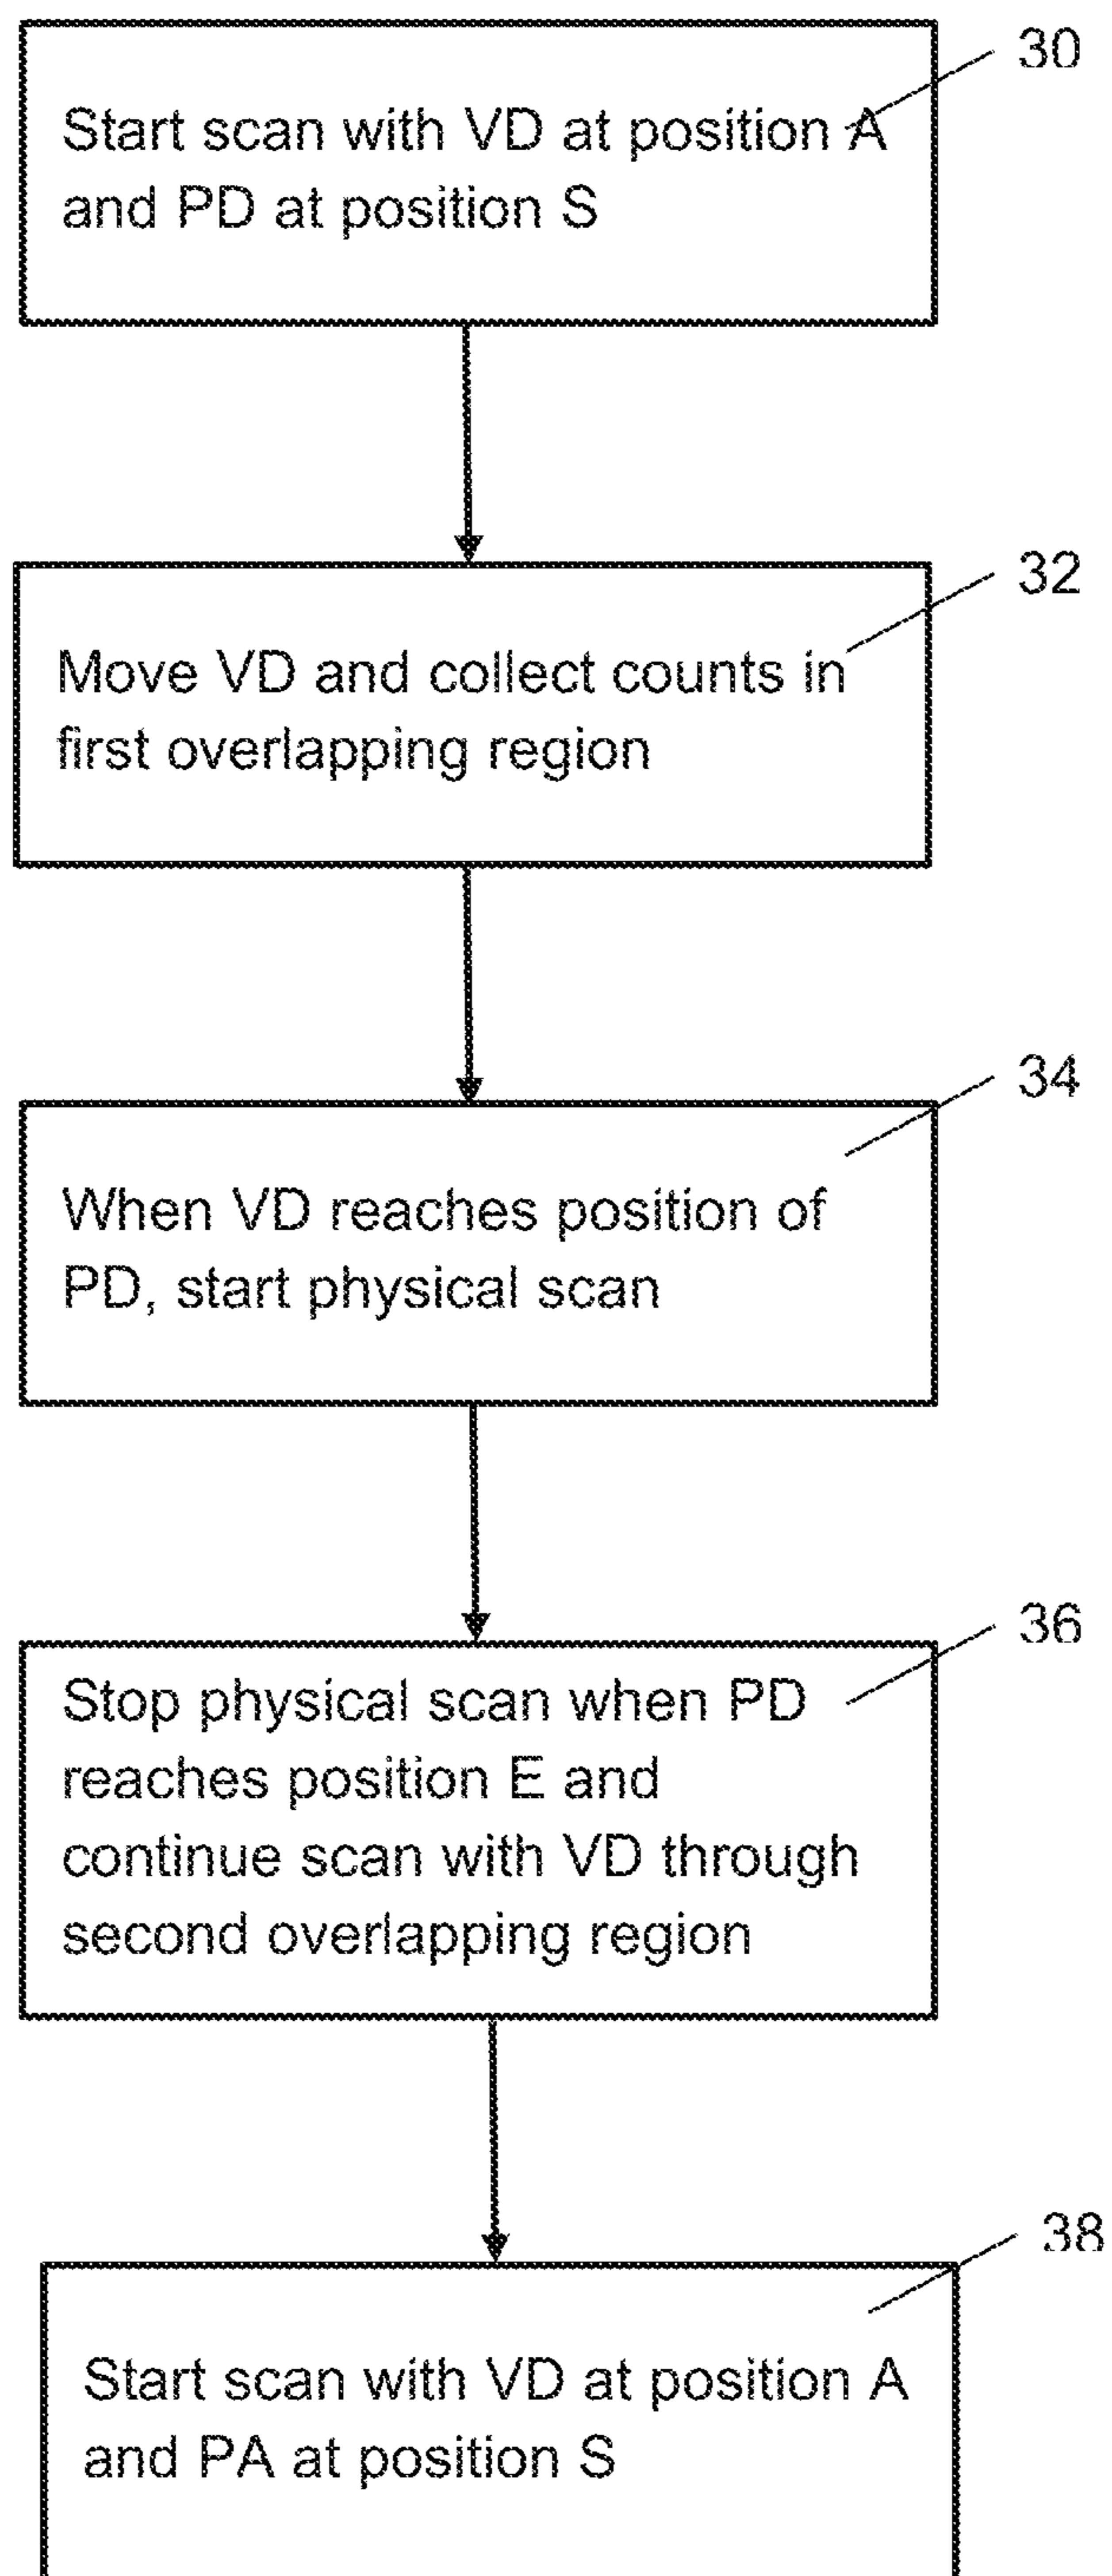 30
Start scan with VD at position A
and PD at position S
32
Move VD and collect counts in
first overlapping region
34
When VD reaches position of
PD, start physical scan
36
Stop physical scan when PD
reaches position E and
continue scan with VD through
second overlapping region
38
Start scan with VD at position A
and PA at position S